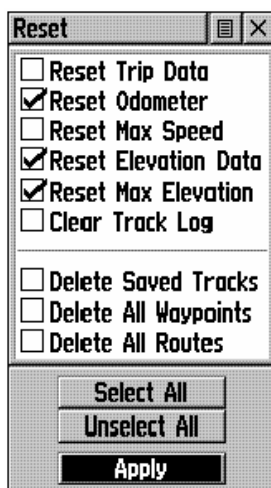 Reset
Reset Trip Data
Reset Odometer
Reset Max Speed
Reset Elevation Data
Reset Max Elevation
Clear Track Log
Delete Saved Tracks
Delete All Waypoints
Delete All Routes
Select All
Unselect All
Apply